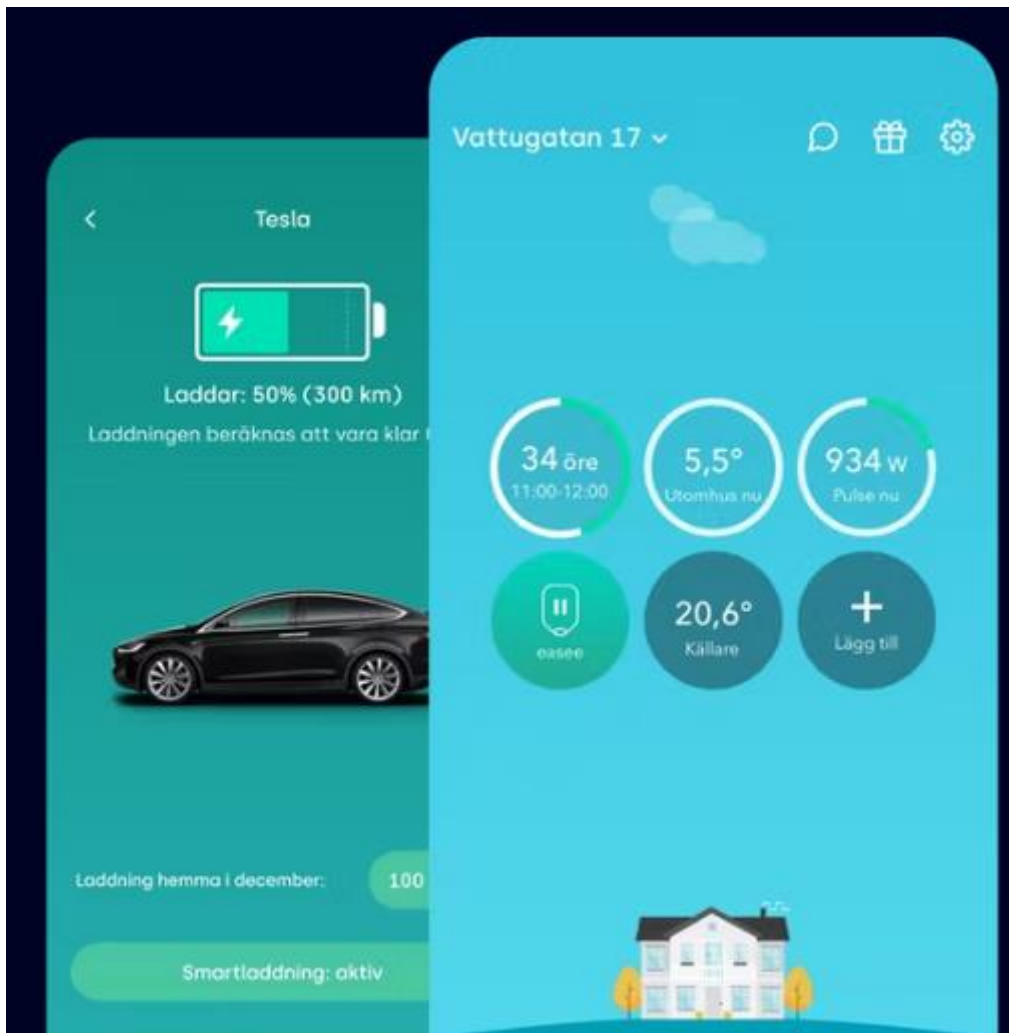 Tesla
Laddar: 50% (300 km)
Laddningen beräknas att vara klar
Laddning hemma i december:
100
Smartladdning: aktiv
Vattugatan 17
34 öre
11:00-12:00
5,5°
Utomhus nu
934 w
Pulse nu
easee
20,6°
Källare
Lägg till